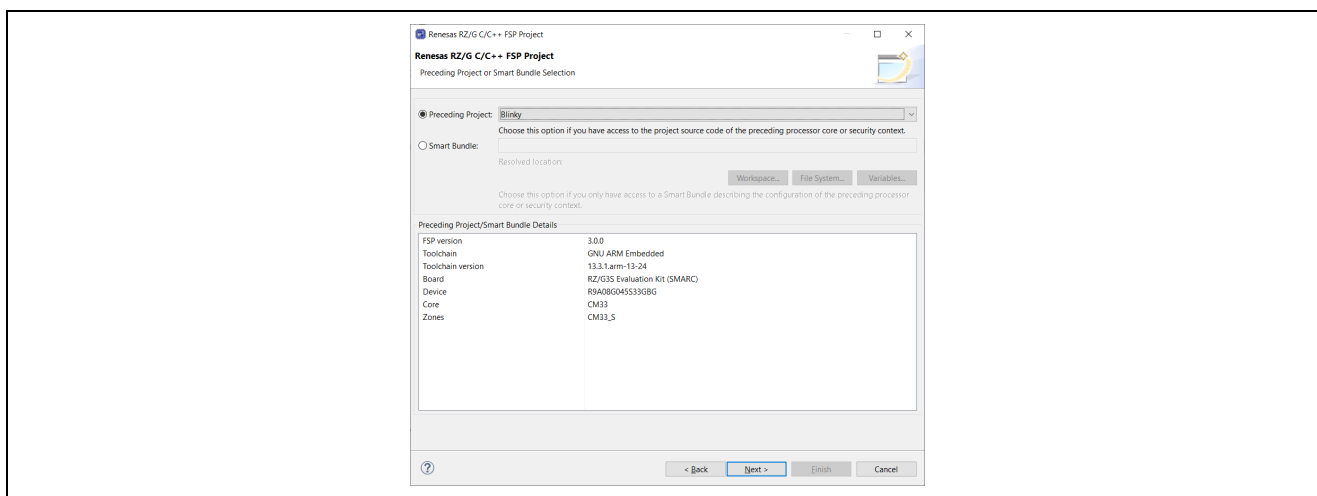 Renesas RZ/G C/C++ FSP Project
Renesas RZ/G C/C++ FSP Project
Preceding Project or Smart Bundle Selection
Preceding Project: Blinky
Choose this option if you have access to the project source code of the preceding processor core or security context.
Smart Bundle:
Resolved location:
Workspace... File System... Variables...
Choose this option if you only have access to a Smart Bundle describing the configuration of the preceding processor
core or security context.
Preceding Project/Smart Bundle Details
FSP version 3.0.0
Toolchain GNU ARM Embedded
Toolchain version 13.3.1.arm-13-24
Board RZ/G3S Evaluation Kit (SMARC)
Device R9A08G045S33GBG
Core CM33
Zones CM33_S
? < Back Next > Finish Cancel